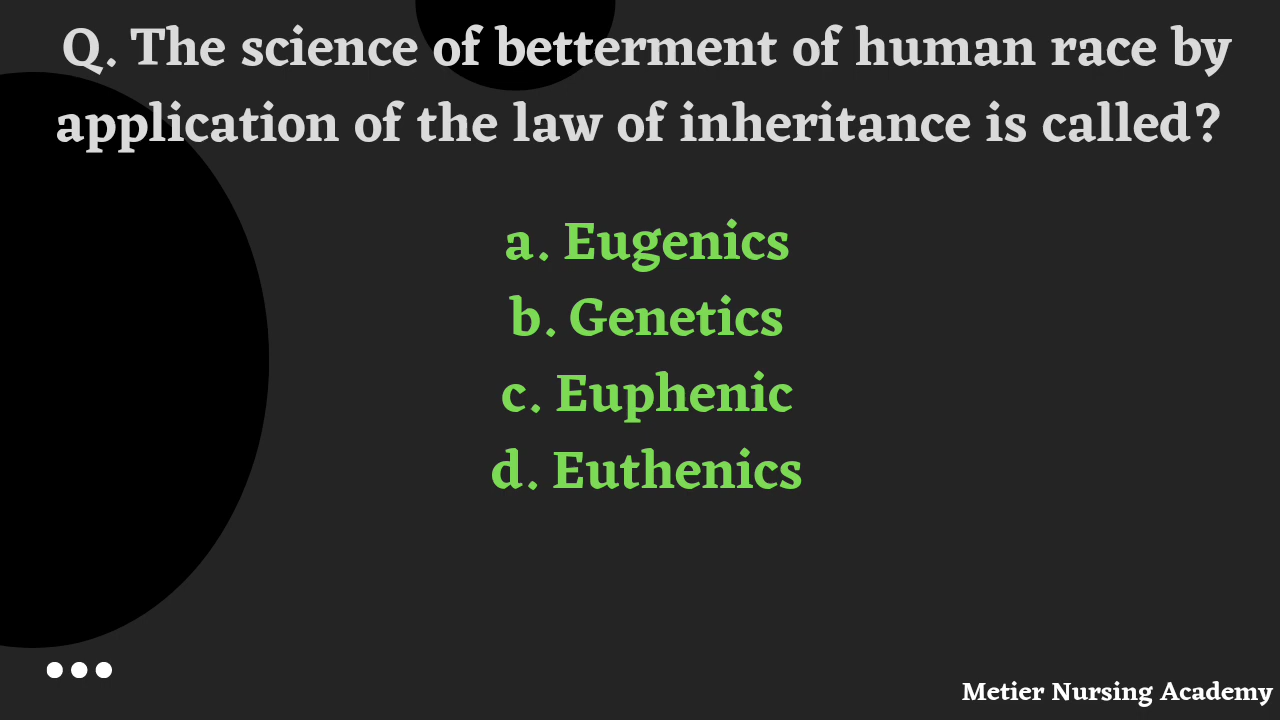 Q. The science of betterment of human race by
application of the law of inheritance is called?
a. Eugenics
b. Genetics
c. Euphenic
d. Euthenics
Metier Nursing Academy